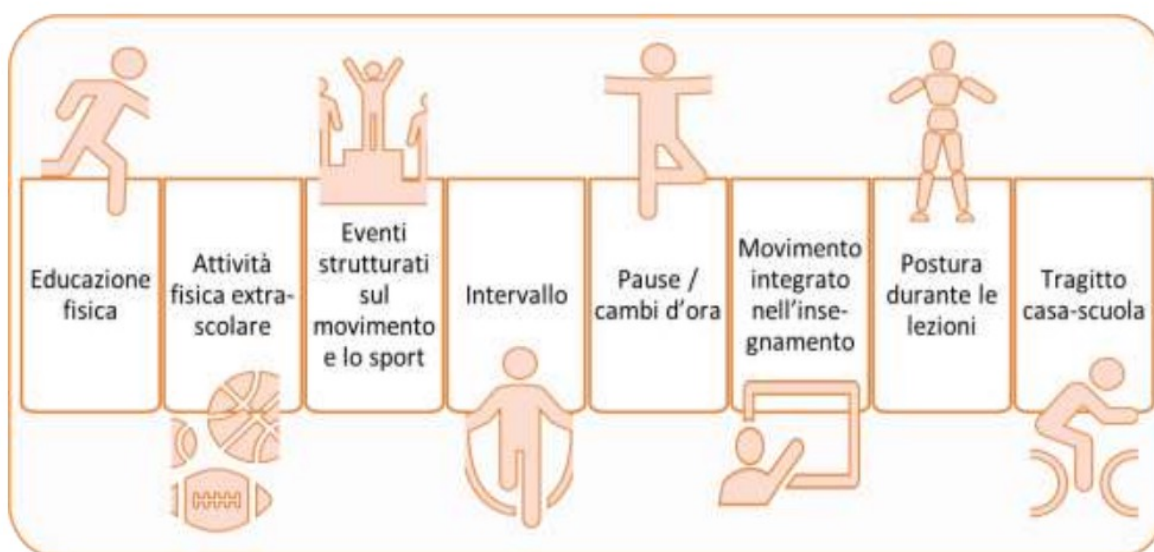 Educazione
fisica
Attività
fisica extra-
scolare
Eventi
strutturati
sul
movimento
e lo sport
Intervallo
Pause /
cambi d'ora
Movimento
integrato
nell'inse-
gnamento
Postura
durante le
lezioni
Tragitto
casa-scuola